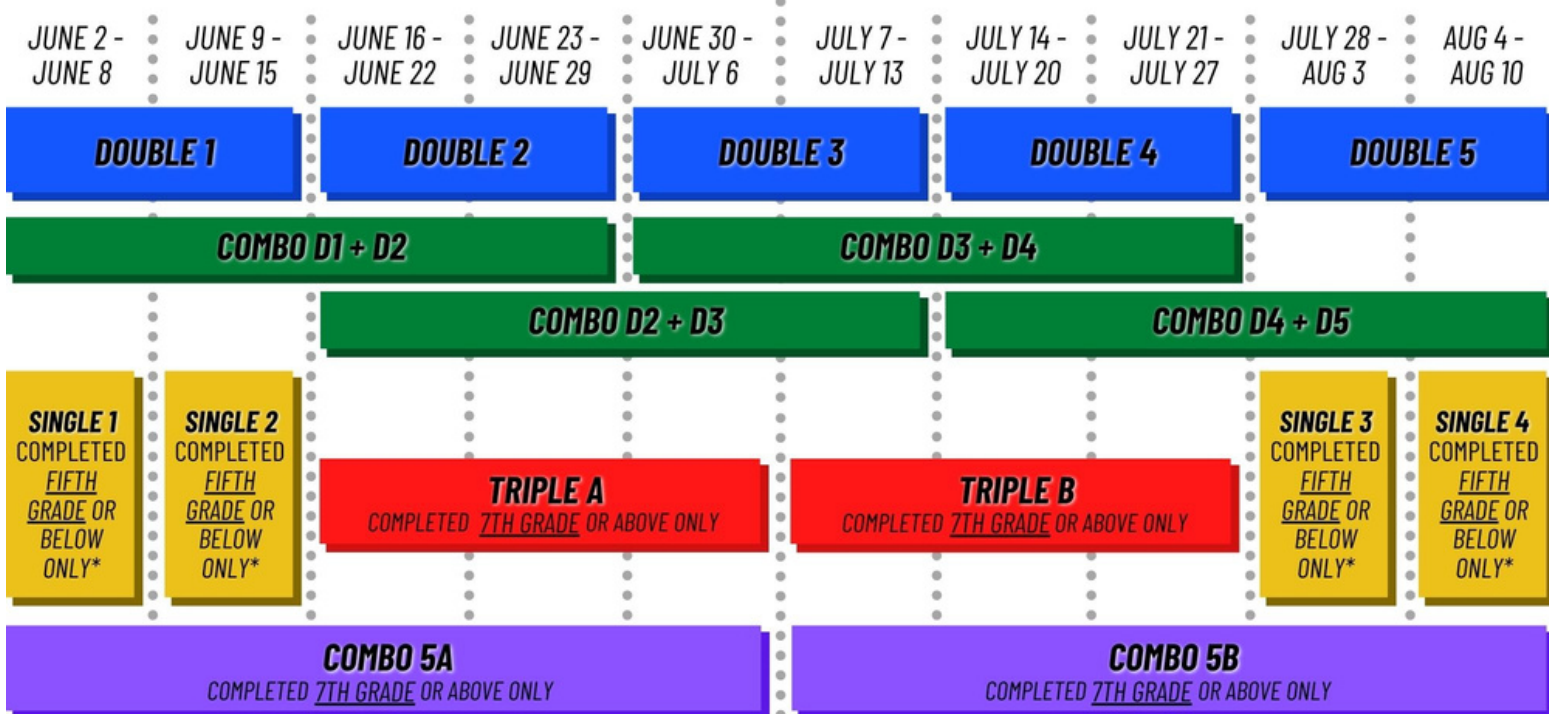 JUNE 2 -
JUNE 8
JUNE 9 -
JUNE 15
JUNE 16 -
JUNE 22
JUNE 23 -
JUNE 29
JUNE 30 -
JULY 6
JULY 7 -
JULY 13
JULY 14 -
JULY 20
JULY 21 -
JULY 27
JULY 28 -
AUG 3
AUG 4 -
AUG 10
DOUBLE 1
DOUBLE 2
DOUBLE 3
DOUBLE 4
DOUBLE 5
COMBO D1 + D2
COMBO D3 + D4
COMBO D2 + D3
COMBO D4 + D5
SINGLE 1
COMPLETED
FIFTH
GRADE OR
BELOW
ONLY*
SINGLE 2
COMPLETED
FIFTH
GRADE OR
BELOW
ONLY*
TRIPLE A
COMPLETED 7TH GRADE OR ABOVE ONLY
TRIPLE B
COMPLETED 7TH GRADE OR ABOVE ONLY
SINGLE 3
COMPLETED
FIFTH
GRADE OR
BELOW
ONLY*
SINGLE 4
COMPLETED
FIFTH
GRADE OR
BELOW
ONLY*
COMBO 5A
COMPLETED 7TH GRADE OR ABOVE ONLY
COMBO 5B
COMPLETED 7TH GRADE OR ABOVE ONLY